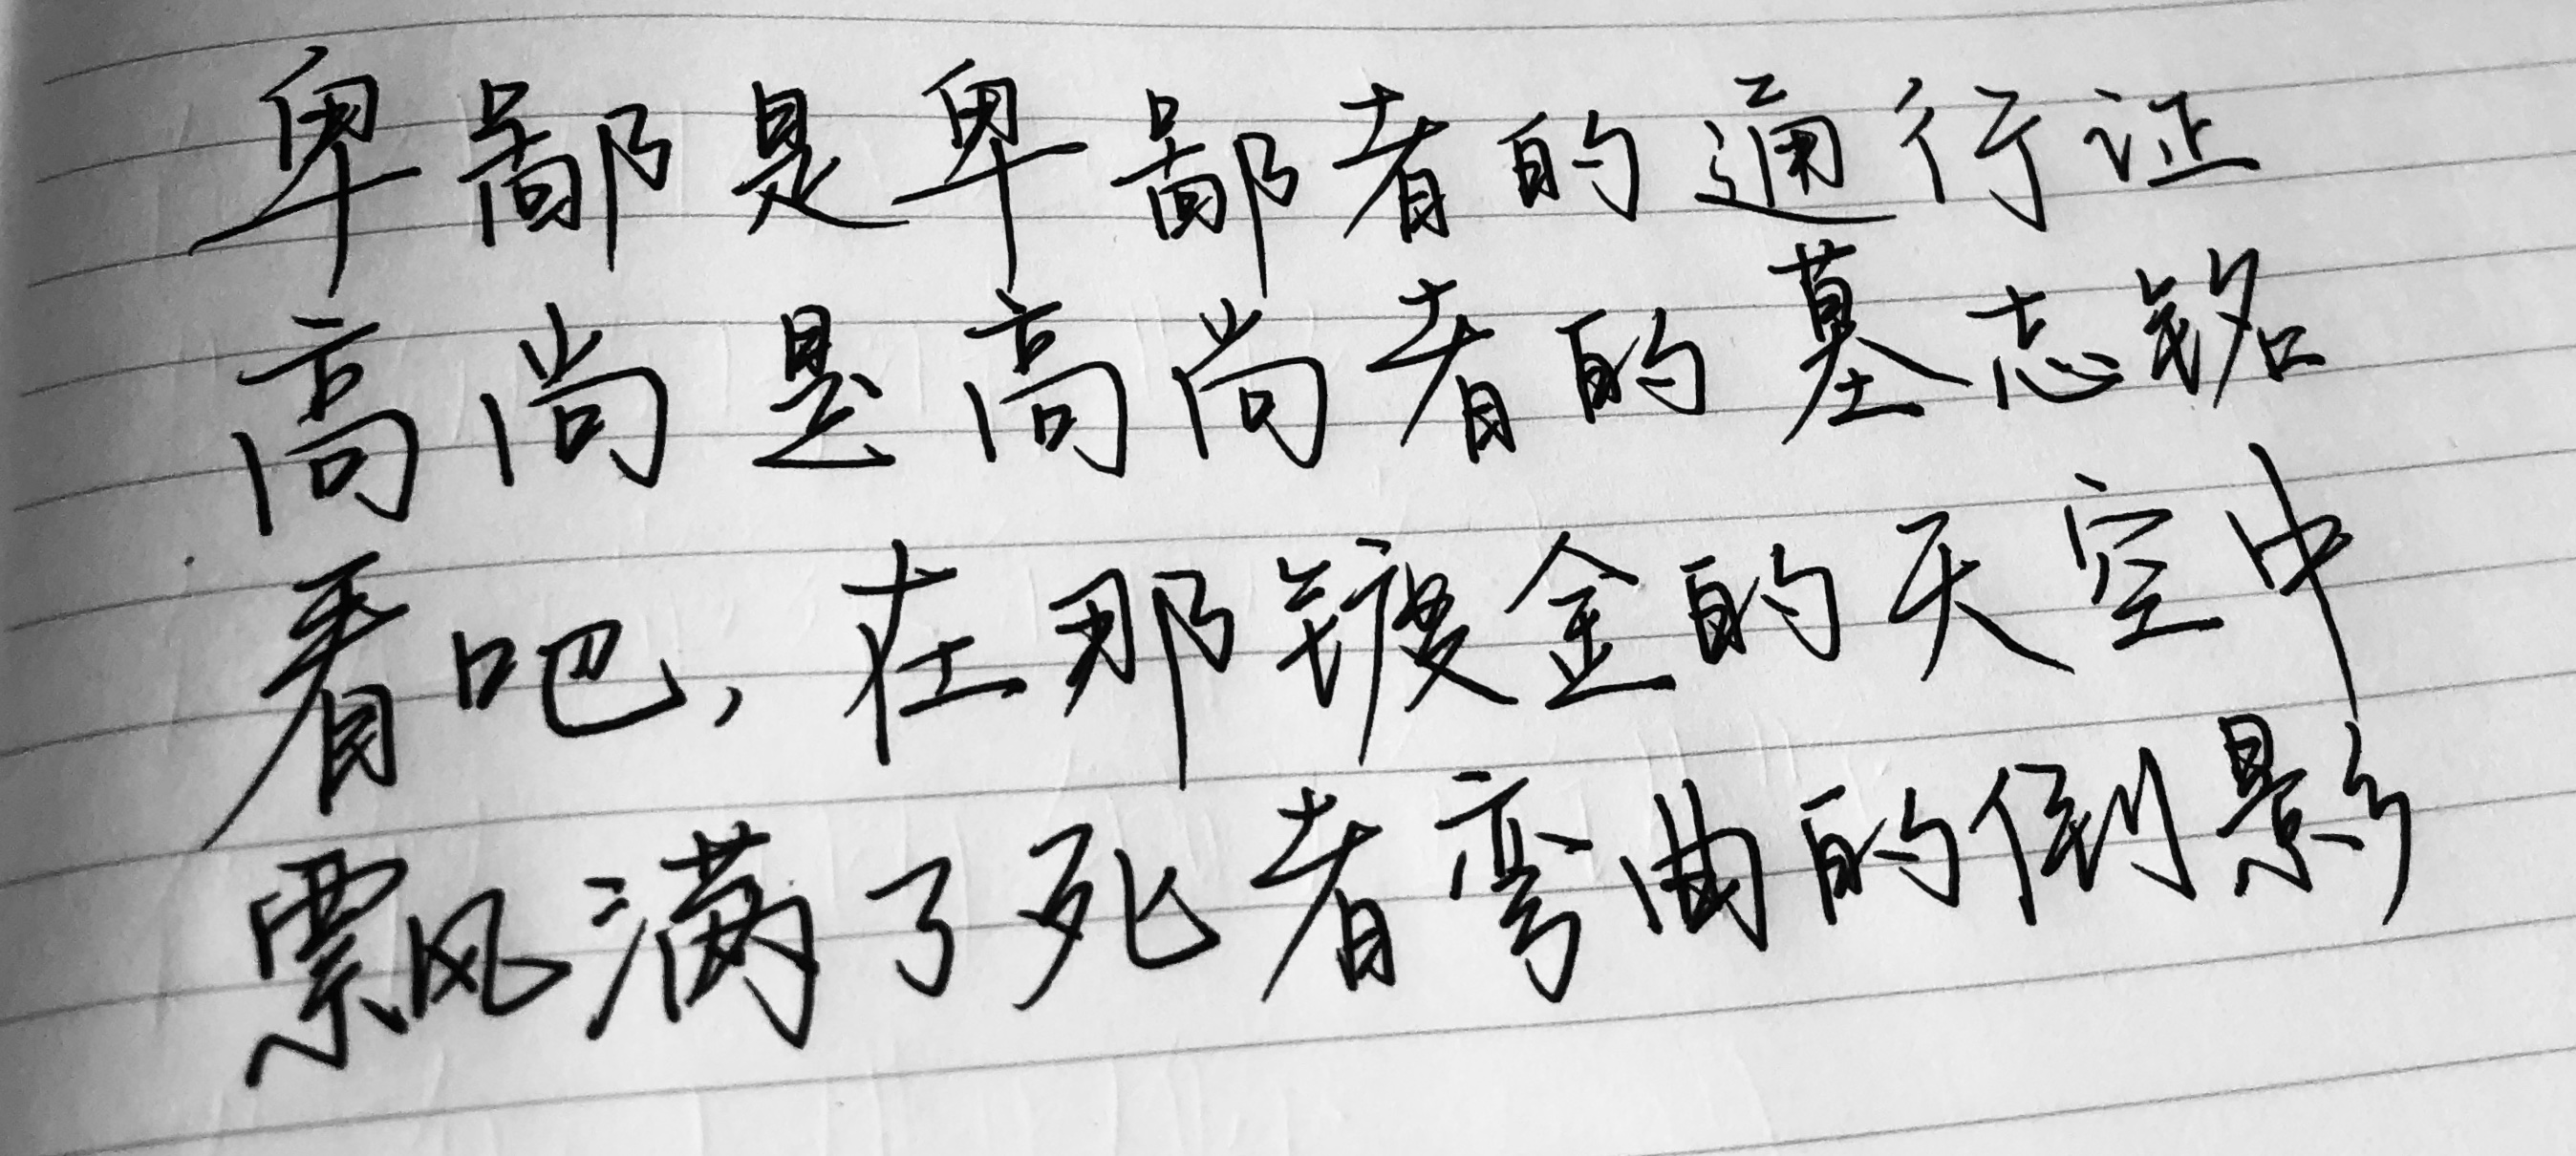 卑鄙是卑鄙者的通行证
高尚是高尚者的墓志铭
看吧,在那镀金的天空中
飘满了死者弯曲的倒影